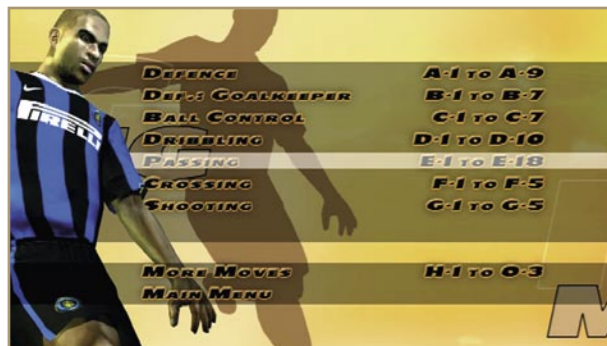 PIRELLI
DEFENCE A-1 TO A-9
DEF.: GOALKEEPER B-1 TO B-7
BALL CONTROL C-1 TO C-7
DRIBBLING D-1 TO D-10
PASSING E-1 TO E-18
CROSSING F-1 TO F-5
SHOOTING G-1 TO G-5
MORE MOVES H-1 TO O-3
MAIN MENU